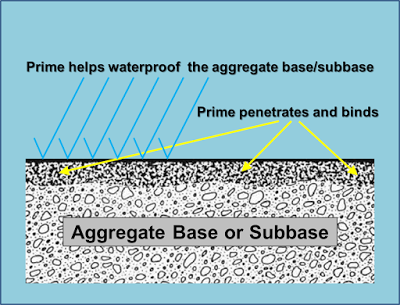 Prime helps waterproof the aggregate base/subbase
Prime penetrates and binds
Aggregate Base or Subbase